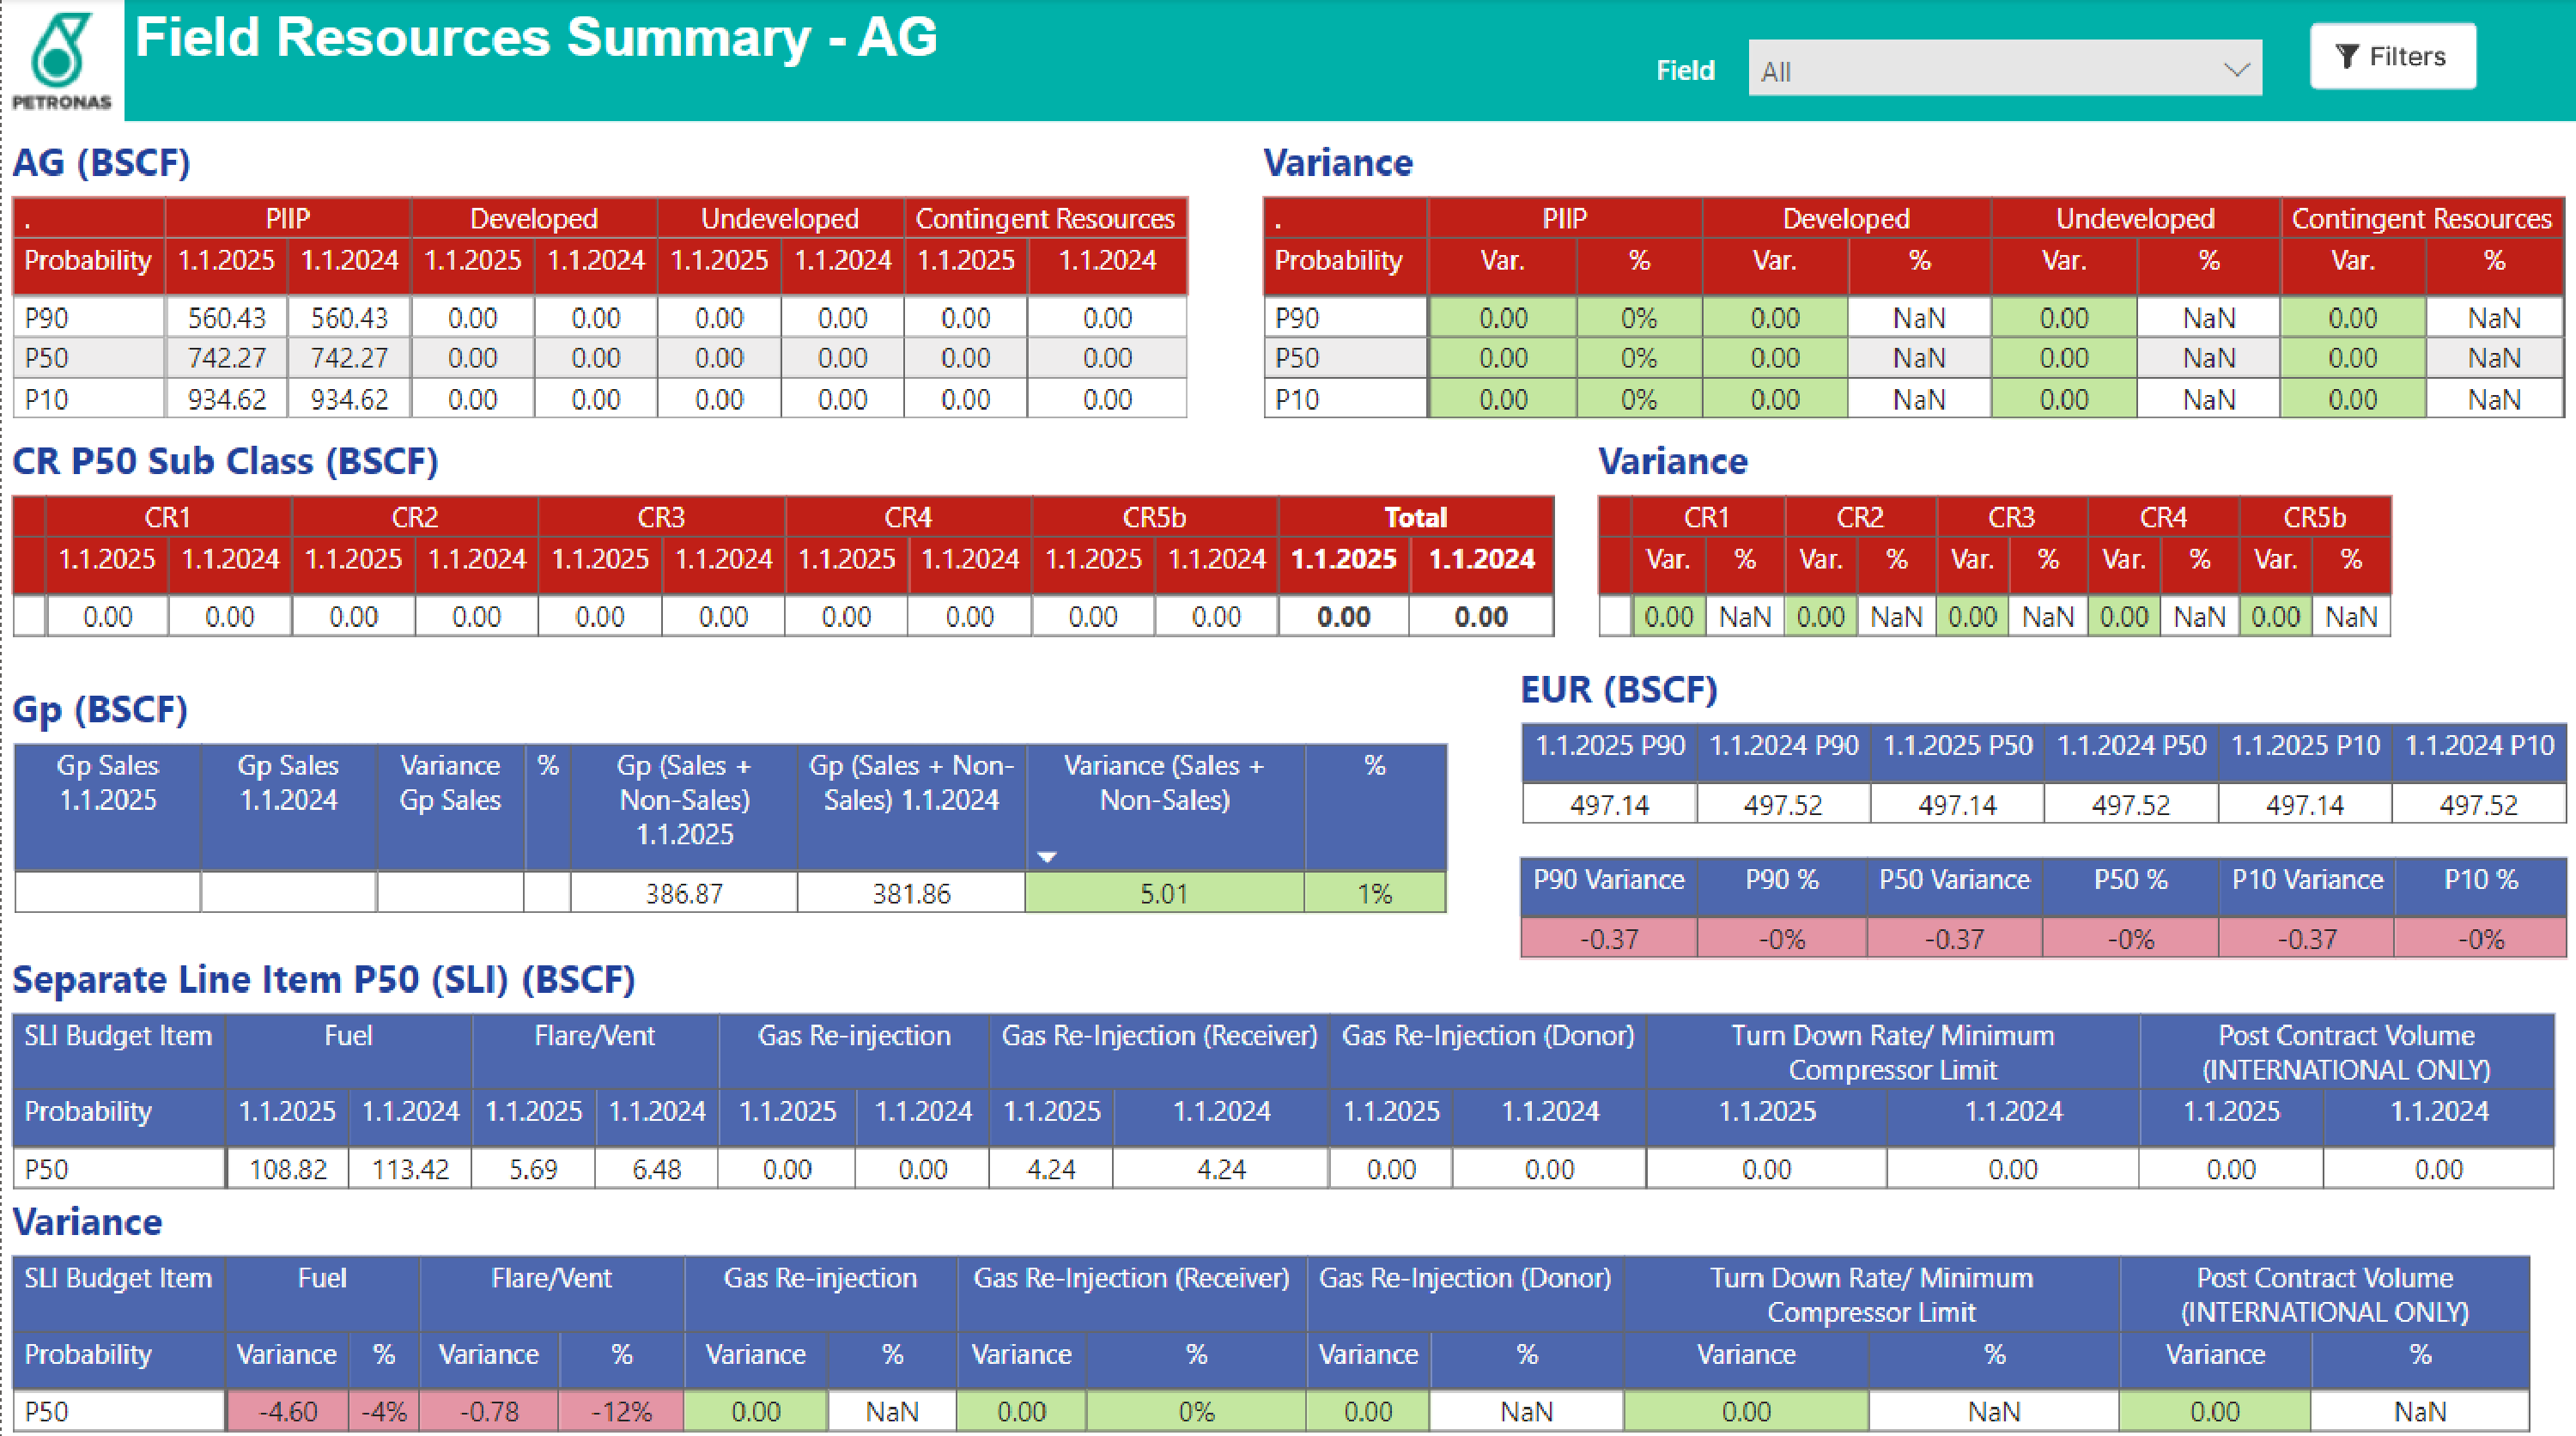 PETRONAS
Field Resources Summary - AG
Field All Filters
AG (BSCF)
. PIIP Developed Undeveloped Contingent Resources
Probability 1.1.2025 1.1.2024 1.1.2025 1.1.2024 1.1.2025 1.1.2024 1.1.2025 1.1.2024
P90 560.43 560.43 0.00 0.00 0.00 0.00 0.00 0.00
P50 742.27 742.27 0.00 0.00 0.00 0.00 0.00 0.00
P10 934.62 934.62 0.00 0.00 0.00 0.00 0.00 0.00
Variance
. PIIP Developed Undeveloped Contingent Resources
Probability Var. % Var. % Var. % Var. %
P90 0.00 0% 0.00 NaN 0.00 NaN 0.00 NaN
P50 0.00 0% 0.00 NaN 0.00 NaN 0.00 NaN
P10 0.00 0% 0.00 NaN 0.00 NaN 0.00 NaN
CR P50 Sub Class (BSCF)
CR1 CR2 CR3 CR4 CR5b Total
1.1.2025 1.1.2024 1.1.2025 1.1.2024 1.1.2025 1.1.2024 1.1.2025 1.1.2024 1.1.2025 1.1.2024 1.1.2025 1.1.2024
0.00 0.00 0.00 0.00 0.00 0.00 0.00 0.00 0.00 0.00 0.00 0.00
Variance
CR1 CR2 CR3 CR4 CR5b
Var. % Var. % Var. % Var. % Var. %
0.00 NaN 0.00 NaN 0.00 NaN 0.00 NaN 0.00 NaN
Gp (BSCF)
Gp Sales Gp Sales Variance % Gp (Sales + Gp (Sales + Non- Variance (Sales + %
1.1.2025 1.1.2024 Gp Sales Non-Sales) Sales) 1.1.2024 Non-Sales)
1.1.2025
386.87 381.86 5.01 1%
EUR (BSCF)
1.1.2025 P90 1.1.2024 P90 1.1.2025 P50 1.1.2024 P50 1.1.2025 P10 1.1.2024 P10
497.14 497.52 497.14 497.52 497.14 497.52
P90 Variance P90 % P50 Variance P50 % P10 Variance P10 %
-0.37 -0% -0.37 -0% -0.37 -0%
Separate Line Item P50 (SLI) (BSCF)
SLI Budget Item Fuel Flare/Vent Gas Re-injection Gas Re-Injection (Receiver) Gas Re-Injection (Donor) Turn Down Rate/ Minimum Post Contract Volume
Compressor Limit (INTERNATIONAL ONLY)
Probability 1.1.2025 1.1.2024 1.1.2025 1.1.2024 1.1.2025 1.1.2024 1.1.2025 1.1.2024 1.1.2025 1.1.2024 1.1.2025 1.1.2024 1.1.2025 1.1.2024
P50 108.82 113.42 5.69 6.48 0.00 0.00 4.24 4.24 0.00 0.00 0.00 0.00 0.00 0.00
Variance
SLI Budget Item Fuel Flare/Vent Gas Re-injection Gas Re-Injection (Receiver) Gas Re-Injection (Donor) Turn Down Rate/ Minimum Post Contract Volume
Compressor Limit (INTERNATIONAL ONLY)
Probability Variance % Variance % Variance % Variance % Variance % Variance % Variance %
P50 -4.60 -4% -0.78 -12% 0.00 NaN 0.00 0% 0.00 NaN 0.00 NaN 0.00 NaN